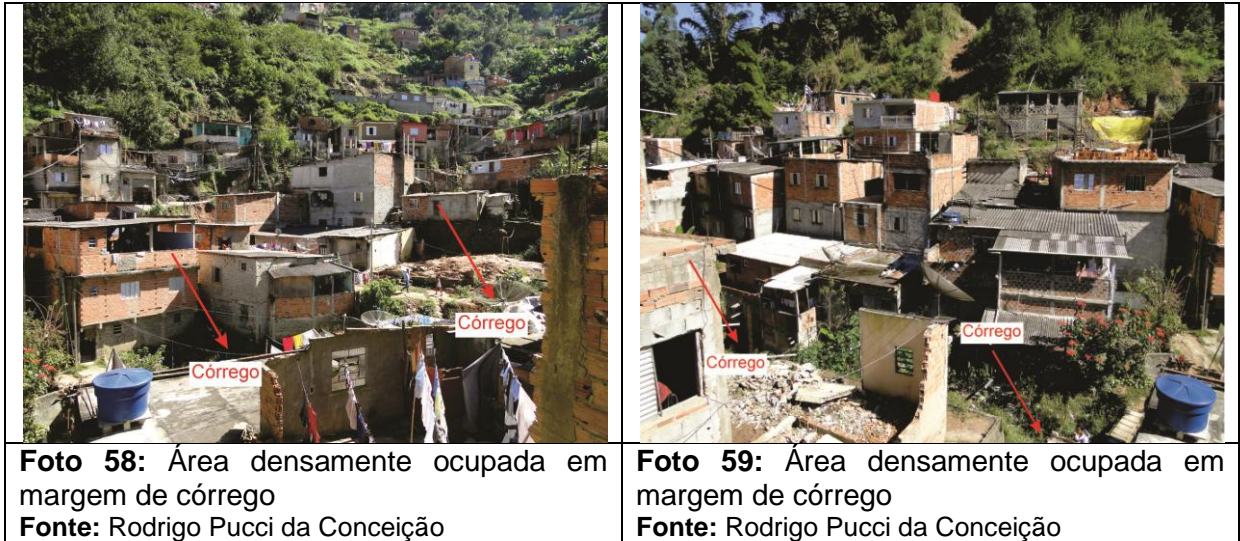 Córrego
Córrego
Córrego
Córrego
Foto 58: Área densamente ocupada em
margem de córrego
Fonte: Rodrigo Pucci da Conceição
Foto 59: Área densamente ocupada em
margem de córrego
Fonte: Rodrigo Pucci da Conceição